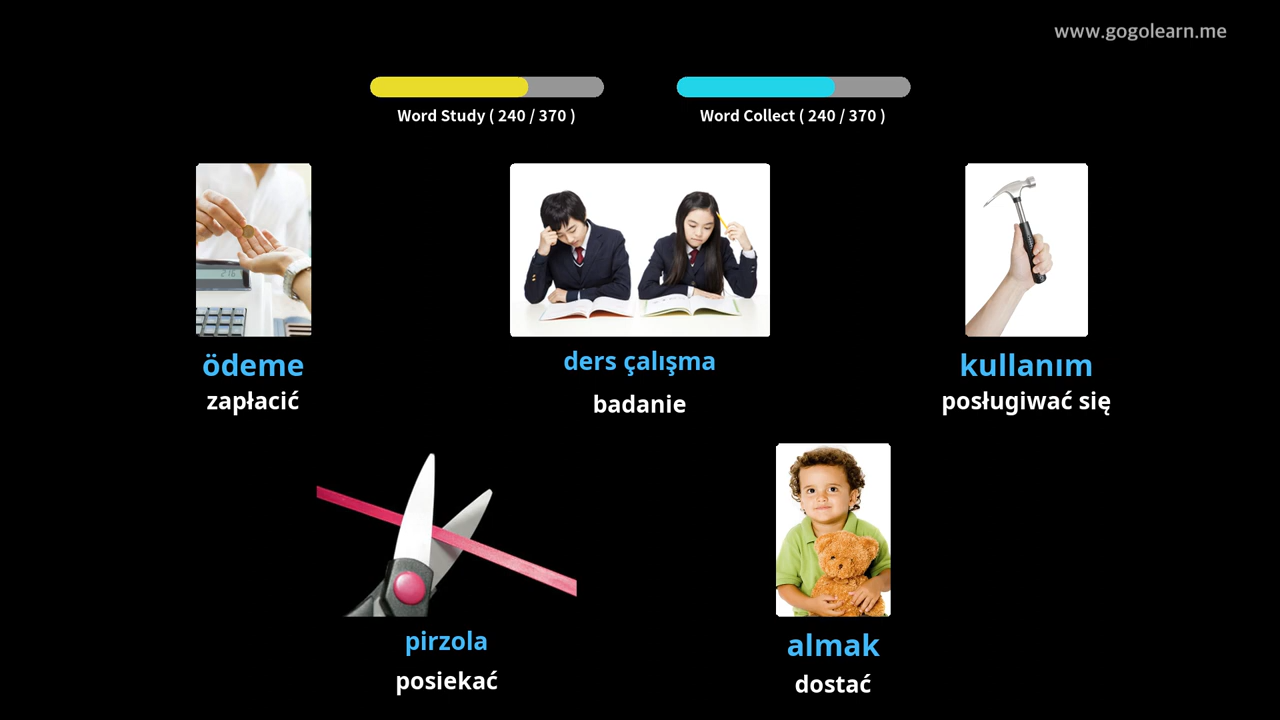 www.gogolearn.me
Word Study ( 240 / 370 )
Word Collect ( 240 / 370 )
ödeme
zapłacić
ders çalışma
badanie
kullanım
posługiwać się
pirzola
posiekać
almak
dostać